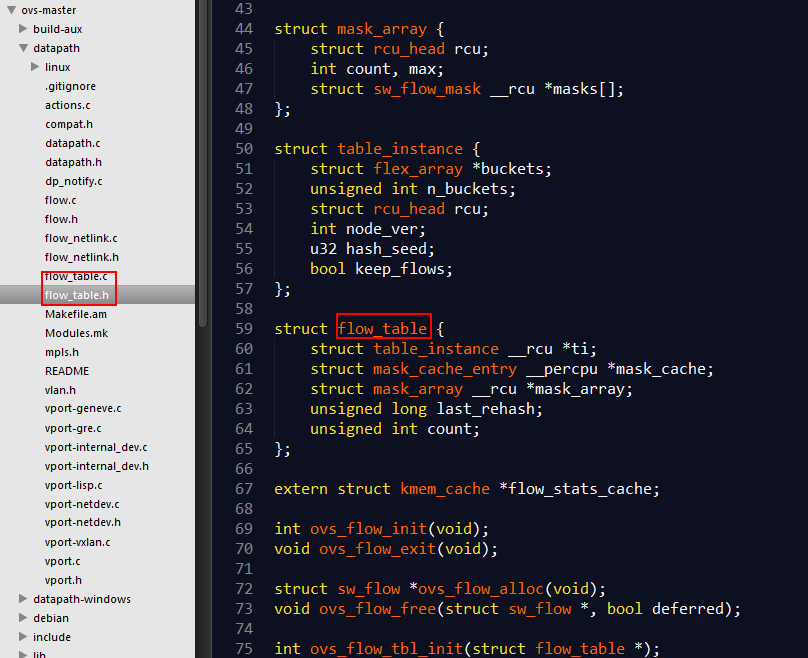 ovs-master
build-aux
datapath
linux
.gitignore
actions.c
compat.h
datapath.c
datapath.h
dp_notify.c
flow.c
flow.h
flow_netlink.c
flow_netlink.h
flow_table.c
flow_table.h
Makefile.am
Modules.mk
mpls.h
README
vlan.h
vport-geneve.c
vport-gre.c
vport-internal_dev.c
vport-internal_dev.h
vport-lisp.c
vport-netdev.c
vport-netdev.h
vport-vxlan.c
vport.c
vport.h
datapath-windows
debian
include
lib
43
44 struct mask_array {
45 struct rcu_head rcu;
46 int count, max;
47 struct sw_flow_mask __rcu *masks[];
48 };
49
50 struct table_instance {
51 struct flex_array *buckets;
52 unsigned int n_buckets;
53 struct rcu_head rcu;
54 int node_ver;
55 u32 hash_seed;
56 bool keep_flows;
57 };
58
59 struct flow_table {
60 struct table_instance __rcu *ti;
61 struct mask_cache_entry __percpu *mask_cache;
62 struct mask_array __rcu *mask_array;
63 unsigned long last_rehash;
64 unsigned int count;
65 };
66
67 extern struct kmem_cache *flow_stats_cache;
68
69 int ovs_flow_init(void);
70 void ovs_flow_exit(void);
71
72 struct sw_flow *ovs_flow_alloc(void);
73 void ovs_flow_free(struct sw_flow *, bool deferred);
74
75 int ovs_flow_tbl_init(struct flow_table *);